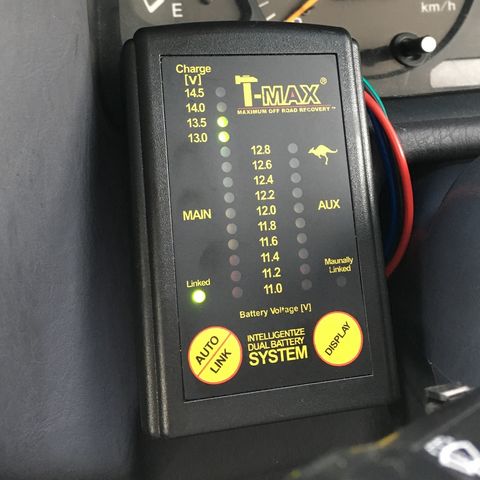 E
km/h
Charge
[V]
T-MAX®
MAXIMUM OFF ROAD RECOVERY™
14.5
14.0
13.5
13.0
12.8
12.6
12.4
12.2
MAIN 12.0 AUX
11.8
11.6
11.4
Linked 11.2 Maunally
Linked
11.0
Battery Voltage [V]
AUTO
LINK
INTELLIGENTIZE
DUAL BATTERY
SYSTEM
DISPLAY